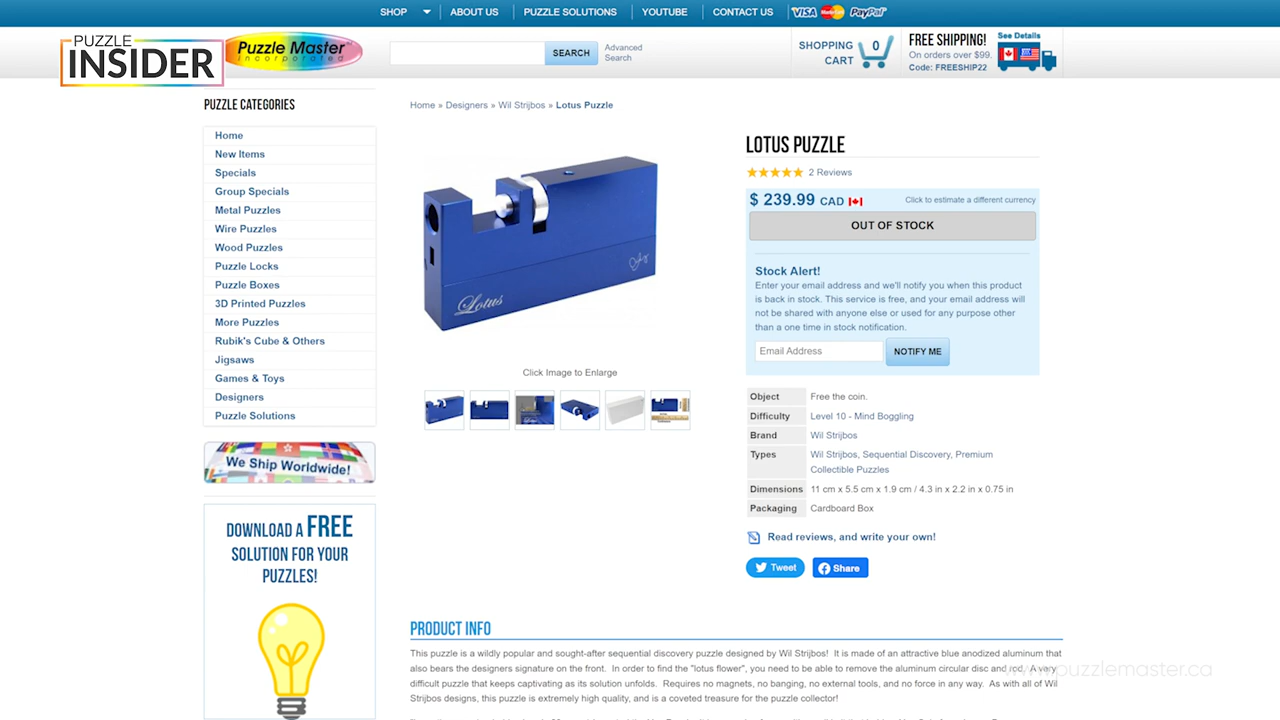 SHOP
ABOUT US
PUZZLE SOLUTIONS
YOUTUBE
CONTACT US
VISA
MasterCard
PayPal
PUZZLE
INSIDER
Puzzle Master™
Incorporated
SEARCH
Advanced
Search
SHOPPING
CART
0
FREE SHIPPING!
On orders over $99.
Code: FREESHIP22
See Details
PUZZLE CATEGORIES
Home
New Items
Specials
Group Specials
Metal Puzzles
Wire Puzzles
Wood Puzzles
Puzzle Locks
Puzzle Boxes
3D Printed Puzzles
More Puzzles
Rubik's Cube & Others
Jigsaws
Games & Toys
Designers
Puzzle Solutions
We Ship Worldwide!
DOWNLOAD A FREE
SOLUTION FOR YOUR
PUZZLES!
Home » Designers » Wil Strijbos » Lotus Puzzle
Lotus
Click Image to Enlarge
LOTUS PUZZLE
2 Reviews
$ 239.99 CAD
Click to estimate a different currency
OUT OF STOCK
Stock Alert!
Enter your email address and we'll notify you when this product
is back in stock. This service is free, and your email address will
not be shared with anyone else or used for any purpose other
than a one time in stock notification.
Email Address
NOTIFY ME
Object Free the coin.
Difficulty Level 10 - Mind Boggling
Brand Wil Strijbos
Types Wil Strijbos, Sequential Discovery, Premium
Collectible Puzzles
Dimensions 11 cm x 5.5 cm x 1.9 cm / 4.3 in x 2.2 in x 0.75 in
Packaging Cardboard Box
Read reviews, and write your own!
Tweet
Share
PRODUCT INFO
This puzzle is a wildly popular and sought-after sequential discovery puzzle designed by Wil Strijbos! It is made of an attractive blue anodized aluminum that
also bears the designers signature on the front. In order to find the "lotus flower", you need to be able to remove the aluminum circular disc and rod. A very
difficult puzzle that keeps captivating as its solution unfolds. Requires no magnets, no banging, no external tools, and no force in any way. As with all of Wil
Strijbos designs, this puzzle is extremely high quality, and is a coveted treasure for the puzzle collector!
www.puzzlemaster.ca